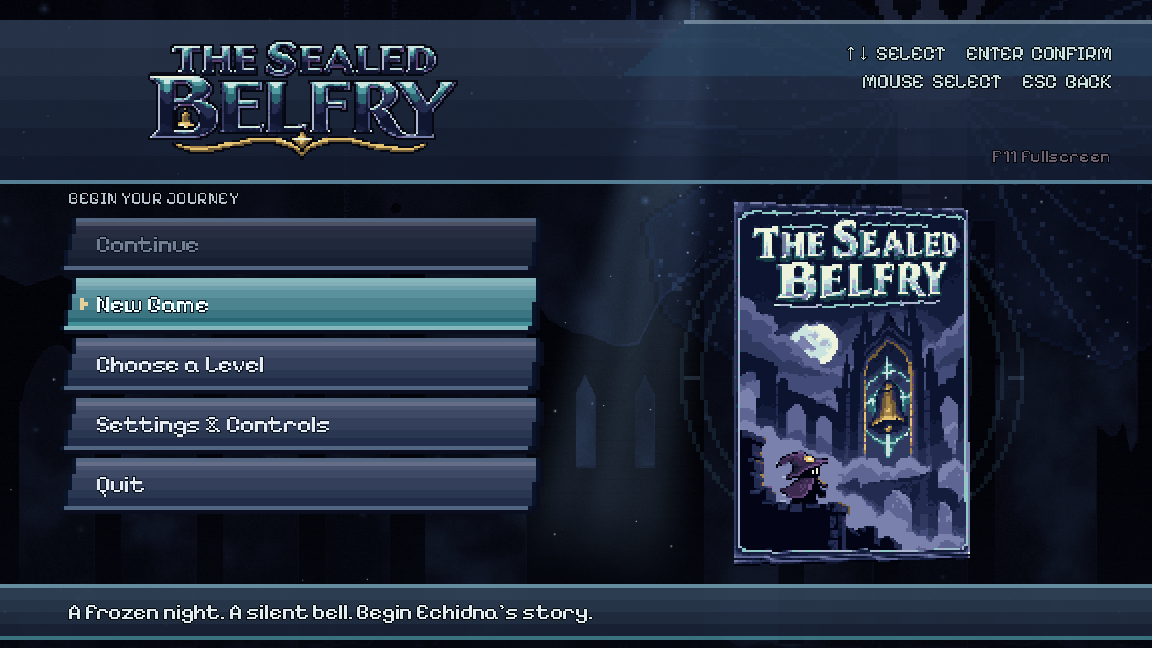 THE SEALED
BELFRY
↑↓ SELECT ENTER CONFIRM
MOUSE SELECT ESC BACK
F11 Fullscreen
BEGIN YOUR JOURNEY
Continue
New Game
Choose a Level
Settings & Controls
Quit
THE SEALED
BELFRY
A frozen night. A silent bell. Begin Echidna's story.